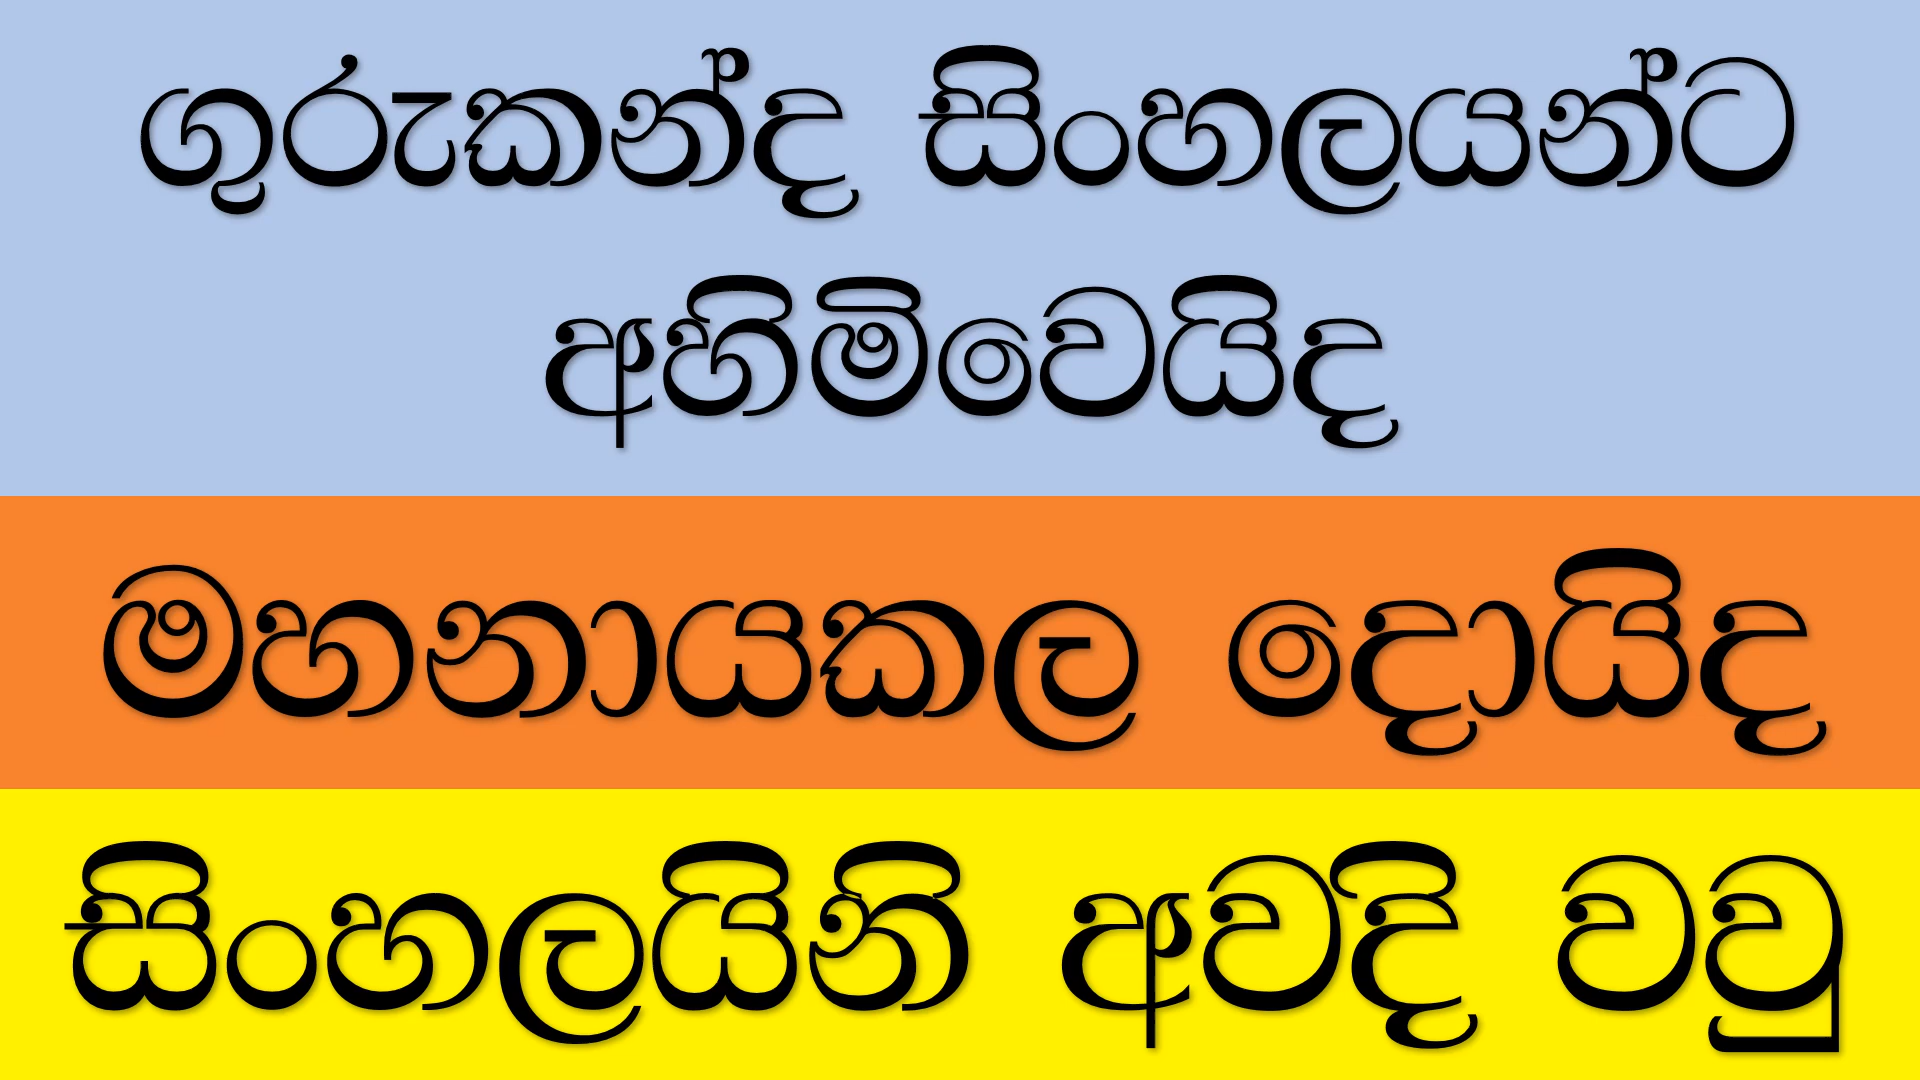 ගුරුකන්ද සිංහලයන්ට
අහිමිවෙයිද
මහනායකල දොයිද
සිංහලයිනි අවදි වවු